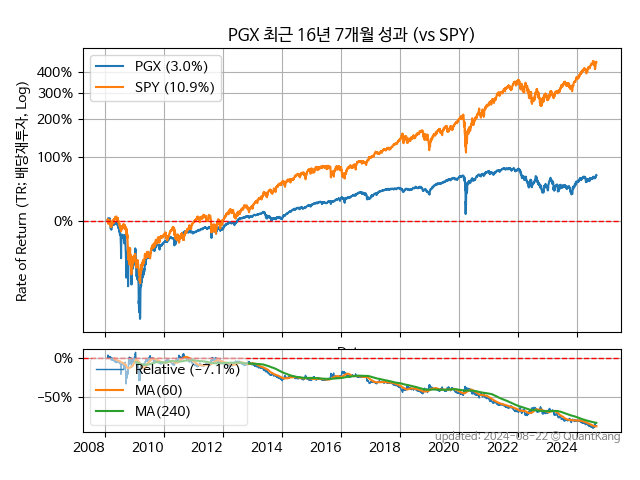 PGX 최근 16년 7개월 성과 (vs SPY)
Rate of Return (TR; 배당재투자, Log)
400%
300%
200%
100%
0%
PGX (3.0%)
SPY (10.9%)
0%
−50%
Relative (−7.1%)
MA(60)
MA(240)
2008 2010 2012 2014 2016 2018 2020 2022 2024
updated: 2024-08-22 © QuantKang